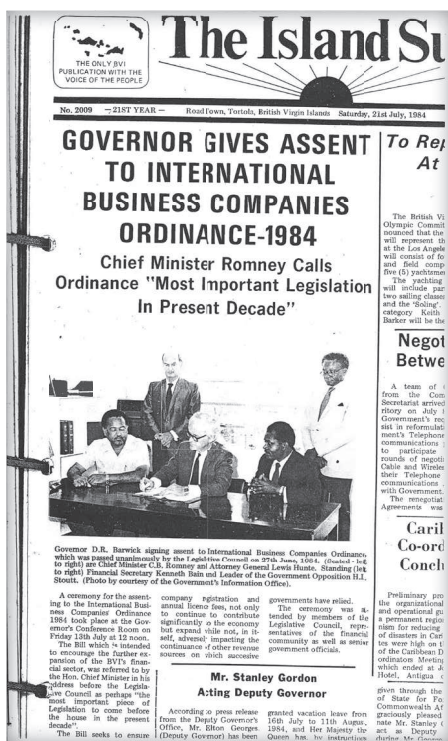 THE ONLY BVI
PUBLICATION WITH THE
VOICE OF THE PEOPLE
The Island Su
No. 2009 — 21ST YEAR —
Road Town, Tortola, British Virgin Islands Saturday, 21st July, 1984
GOVERNOR GIVES ASSENT
TO INTERNATIONAL
BUSINESS COMPANIES
ORDINANCE-1984
Chief Minister Romney Calls
Ordinance "Most Important Legislation
In Present Decade"
Governor D.R. Barwick signing assent to International Business Companies Ordinance,
which was passed unanimously by the Legislative Council on 27th June, 1984. (Seated - left
to right) are Chief Minister C.B. Romney and Attorney General Lewis Hunte. Standing (left
to right) Financial Secretary Kenneth Bain and Leader of the Government Opposition H.L.
Stoutt. (Photo by courtesy of the Government's Information Office).
A ceremony for the assent-
ing to the International Busi-
ness Companies Ordinance
1984 took place at the Gov-
ernor's Conference Room on
Friday 13th July at 12 noon.
The Bill which is intended
to encourage the further ex-
pansion of the BVI's finan-
cial sector, was referred to by
the Hon. Chief Minister in his
address before the Legisla-
tive Council as perhaps "the
most important piece of
Legislation to come before
the house in the present
decade".
The Bill seeks to ensure
company registration and
annual licence fees, not only
continue to contribute
significantly to the economy
but expand while not, in it-
self, adversely impacting the
continuance of other revenue
sources on which successive
governments have relied.
The ceremony was at-
tended by members of the
Legislative Council, repre-
sentatives of the financial
community as well as senior
government officials.
Mr. Stanley Gordon
Acting Deputy Governor
According to press release
from the Deputy Governor's
Office, Mr. Elton Georges
(Deputy Governor) has been
granted vacation leave from
16th July to 11th August,
1984, and Her Majesty the
Queen has, by instructions
To Rep
At
The British Vi
Olympic Commit
nounced that the
will represent th
at the Los Angele
will consist of fo
and field comp
five (5) yachtsmen
The yachting
will include par
two sailing classes
and the 'Soling'.
category Keith
Barker will be the
Negot
Betwe
A team of
from the Com
Secretariat arrived
ritory on July
Government's req
sist in reformulat
ment's Telephone
communications
to participate
rounds of negoti
Cable and Wireles
their Telephone
communications
with Government.
The renegotiat
Agreements was
Carib
Co-ord
Concl
Preliminary pro
the organizational
and operational gu
a permanent regio
nism for reducing
of disasters in Car
ters were high on t
of the Caribbean D
ordinators Meeting
which ended at J
Hotel, Antigua
given through the
of State for Fo
Commonwealth Af
graciously pleased
nate Mr. Stanley
act as Deputy
during Mr. George